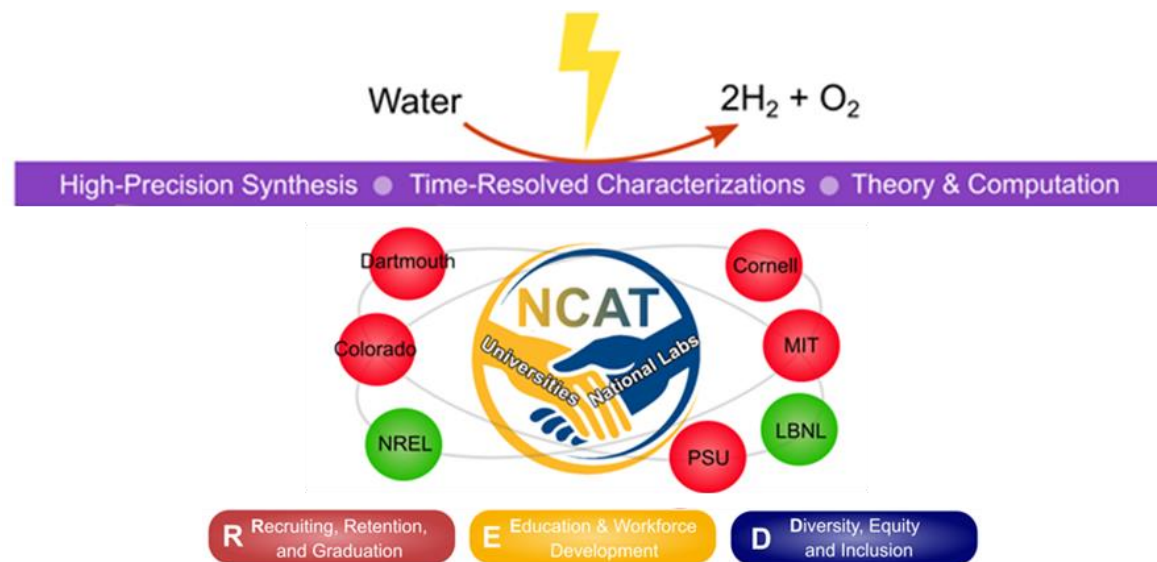 Water 2H₂ + O₂
High-Precision Synthesis ● Time-Resolved Characterizations ● Theory & Computation
Dartmouth
Cornell
NCAT
Colorado
Universities
National Labs
MIT
NREL
PSU
LBNL
R Recruiting, Retention,
and Graduation
E Education & Workforce
Development
D Diversity, Equity
and Inclusion